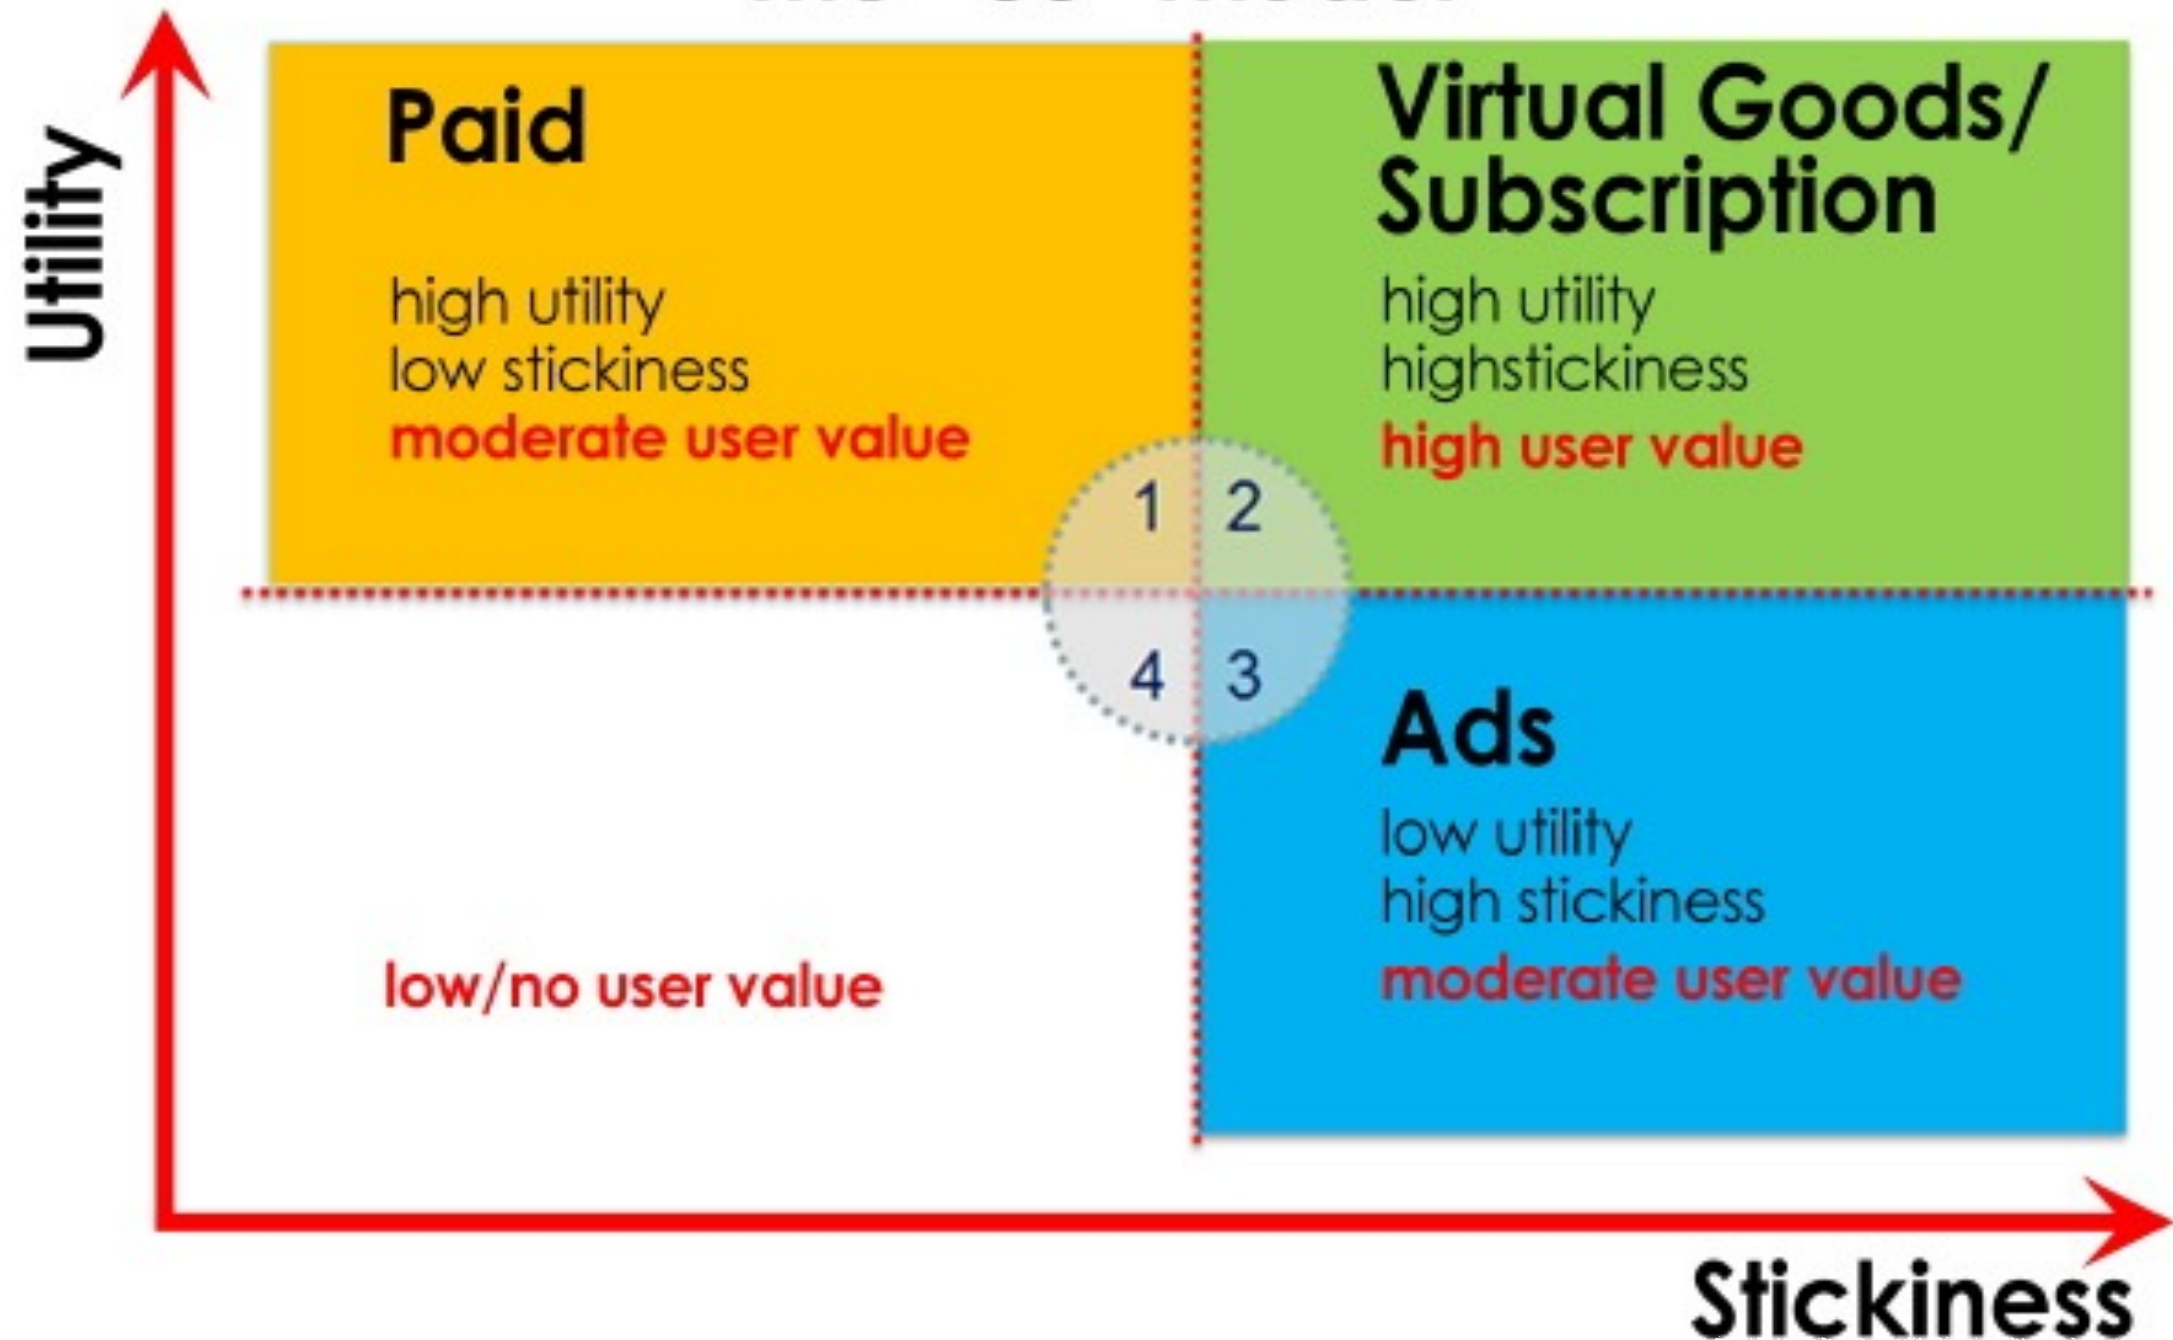 Utility
Paid
high utility
low stickiness
moderate user value
Virtual Goods/
Subscription
high utility
highstickiness
high user value
1 2
4 3
low/no user value
Ads
low utility
high stickiness
moderate user value
Stickiness